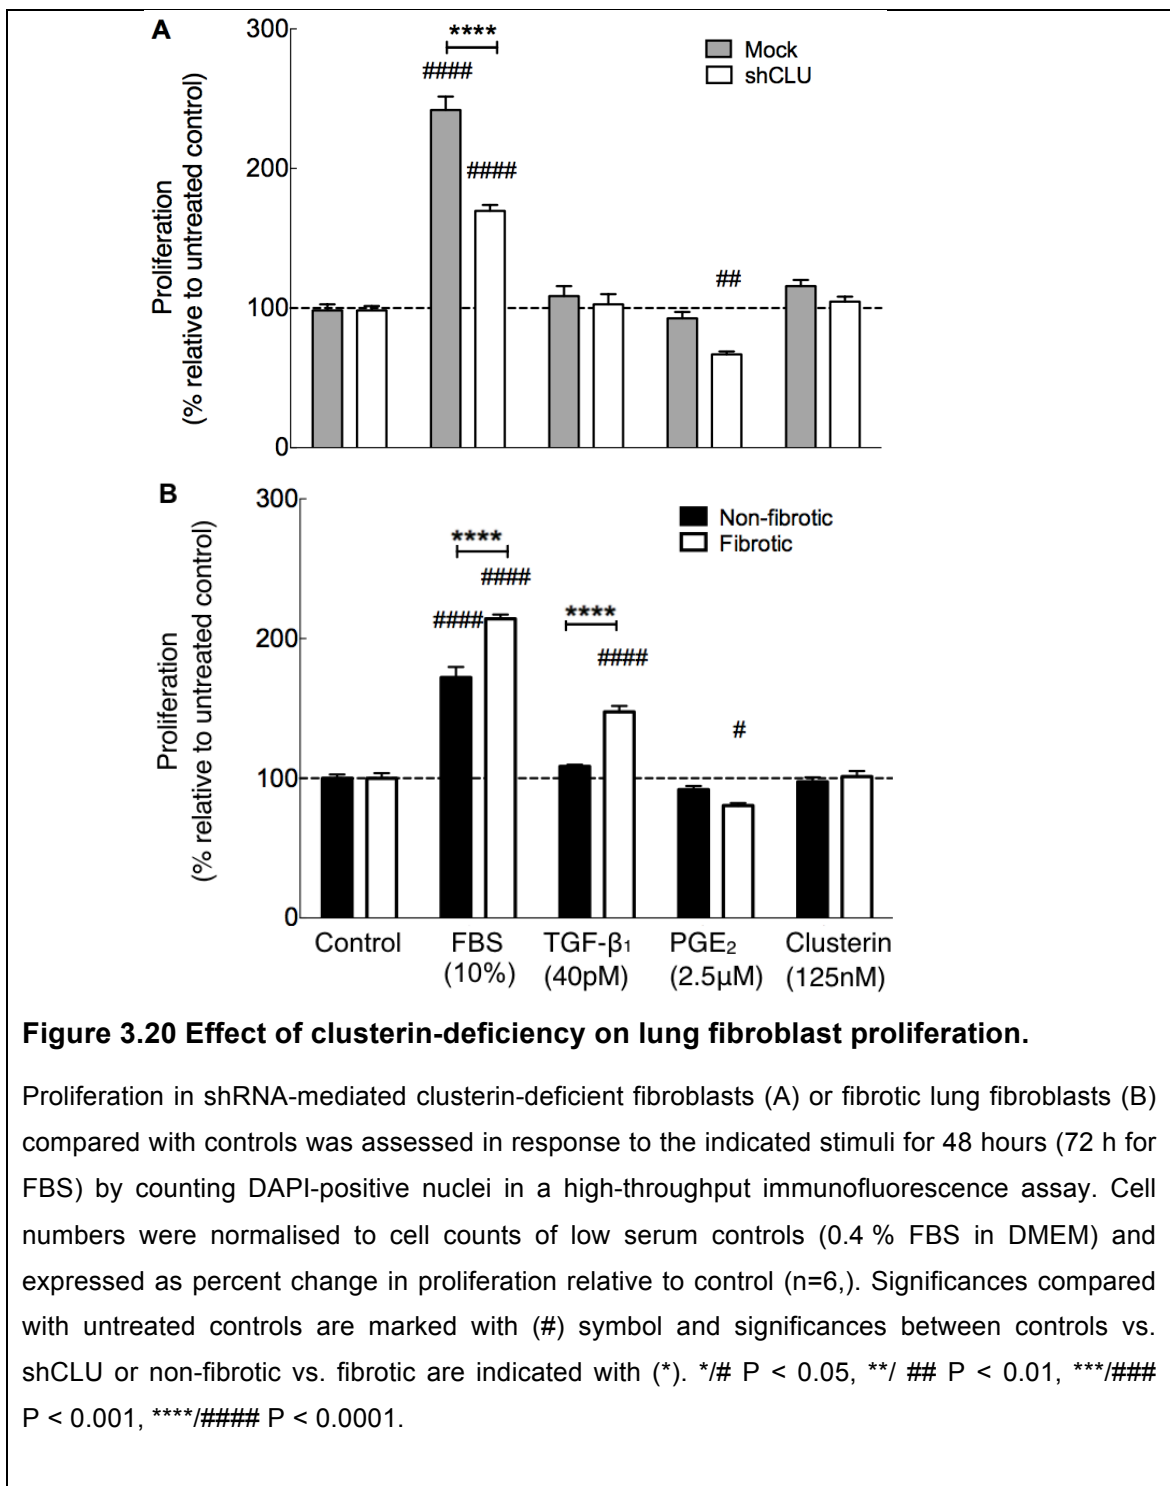 A
300
****
Mock
shCLU
####
200
####
##
100
0
Proliferation
(% relative to untreated control)
B
300
Non-fibrotic
Fibrotic
****
####
####
****
200
####
#
100
0
Proliferation
(% relative to untreated control)
Control FBS TGF-β₁ PGE₂ Clusterin
(10%) (40pM) (2.5μM) (125nM)
Figure 3.20 Effect of clusterin-deficiency on lung fibroblast proliferation.
Proliferation in shRNA-mediated clusterin-deficient fibroblasts (A) or fibrotic lung fibroblasts (B)
compared with controls was assessed in response to the indicated stimuli for 48 hours (72 h for
FBS) by counting DAPI-positive nuclei in a high-throughput immunofluorescence assay. Cell
numbers were normalised to cell counts of low serum controls (0.4 % FBS in DMEM) and
expressed as percent change in proliferation relative to control (n=6,). Significances compared
with untreated controls are marked with (#) symbol and significances between controls vs.
shCLU or non-fibrotic vs. fibrotic are indicated with (*). */# P < 0.05, **/ ## P < 0.01, ***/###
P < 0.001, ****/#### P < 0.0001.